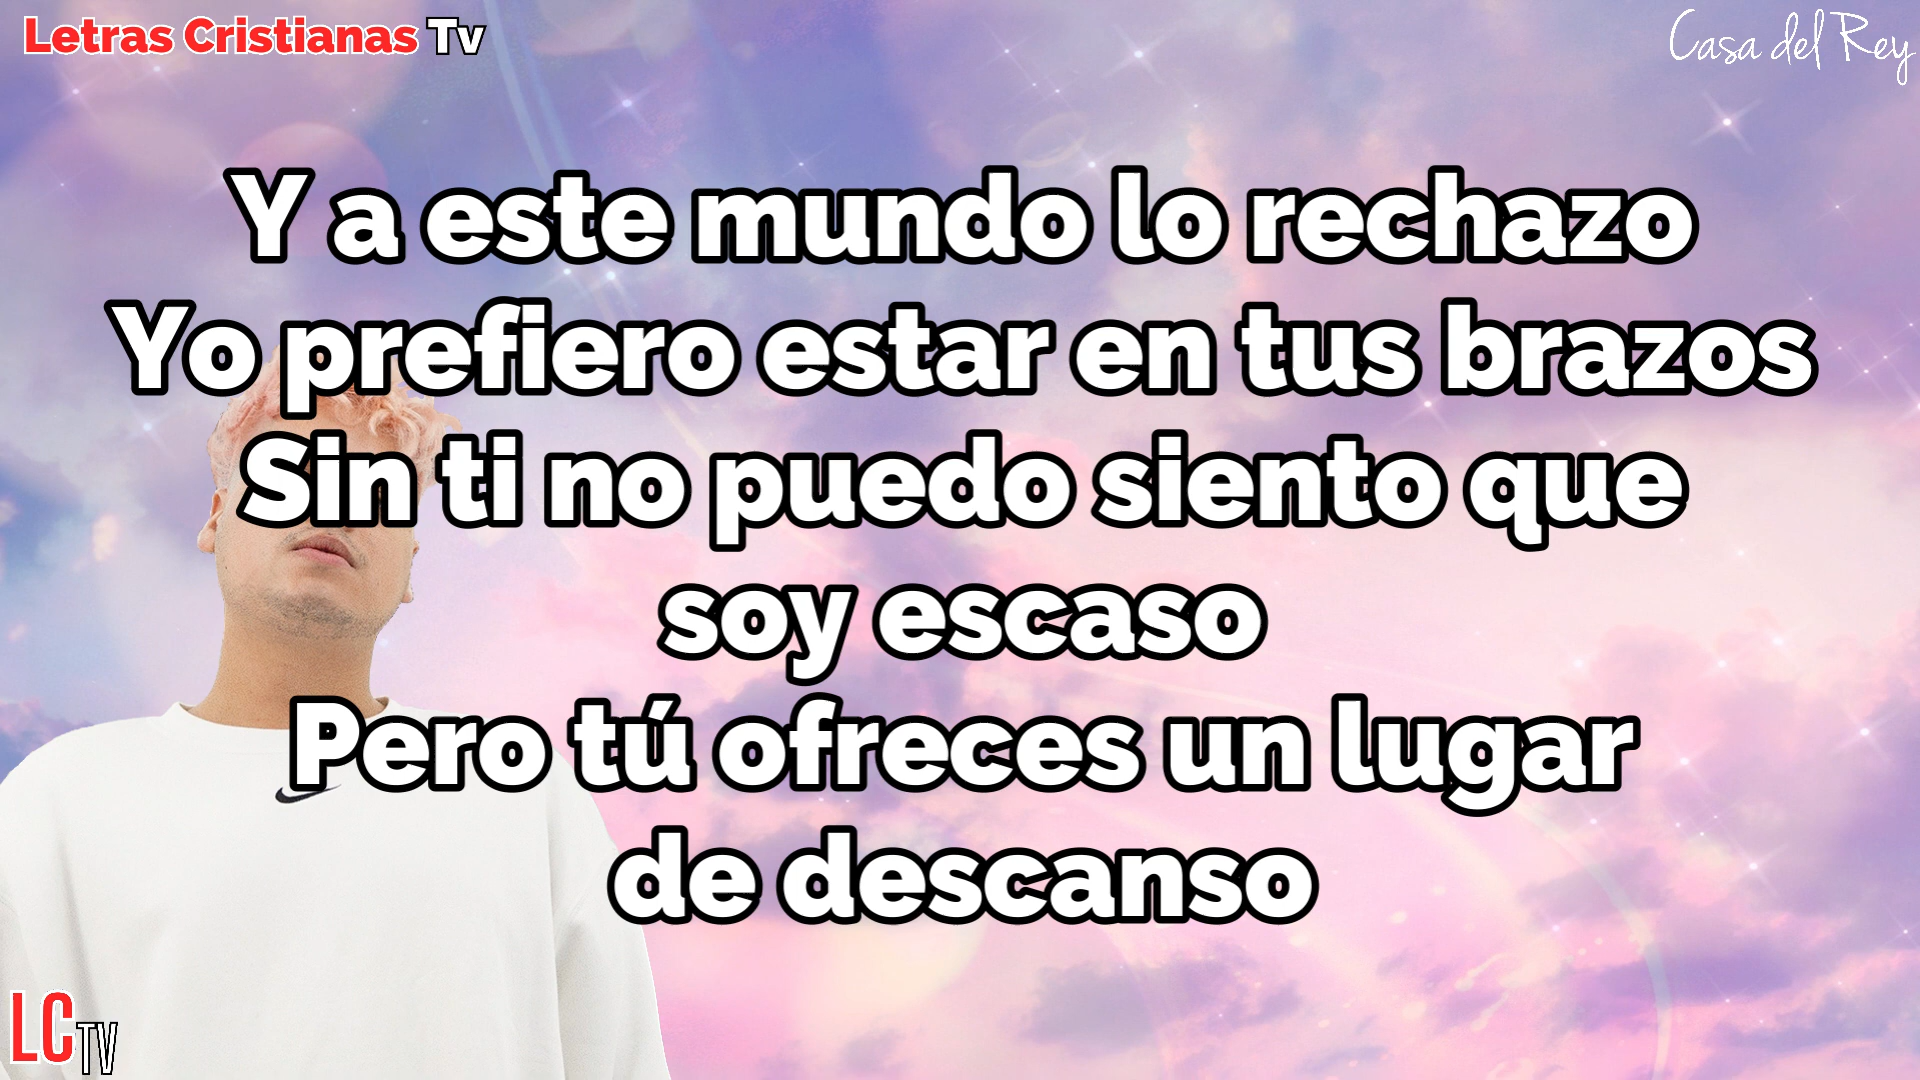 Letras Cristianas Tv
Casa del Rey
Y a este mundo lo rechazo
Yo prefiero estar en tus brazos
Sin ti no puedo siento que
soy escaso
Pero tú ofreces un lugar
de descanso
LCTV